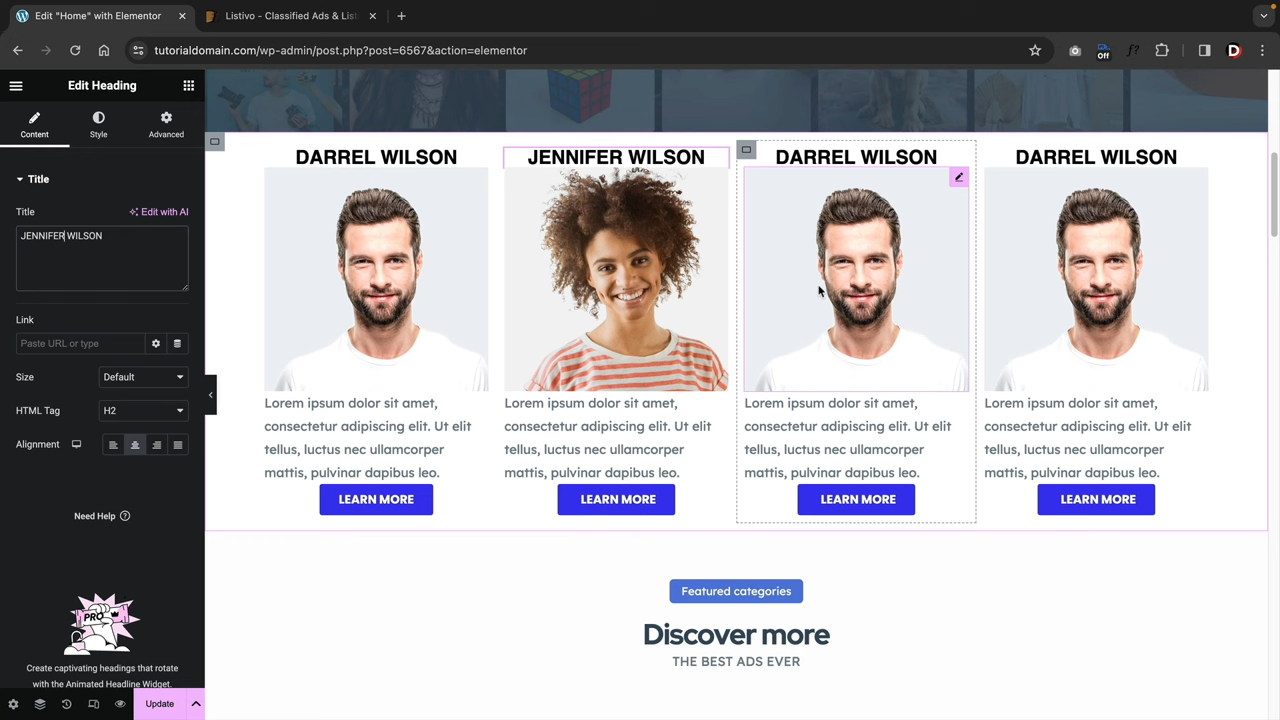 Edit "Home" with Elementor
Listivo - Classified Ads & List
tutorialdomain.com/wp-admin/post.php?post=6567&action=elementor
Off
f?
D
Edit Heading
Content
Style
Advanced
Title
Title
Edit with AI
JENNIFER WILSON
Link
Paste URL or type
Size
Default
HTML Tag
H2
Alignment
Need Help
PRO
Create captivating headings that rotate
with the Animated Headline Widget.
Update
DARREL WILSON
JENNIFER WILSON
DARREL WILSON
DARREL WILSON
Lorem ipsum dolor sit amet,
consectetur adipiscing elit. Ut elit
tellus, luctus nec ullamcorper
mattis, pulvinar dapibus leo.
LEARN MORE
Lorem ipsum dolor sit amet,
consectetur adipiscing elit. Ut elit
tellus, luctus nec ullamcorper
mattis, pulvinar dapibus leo.
LEARN MORE
Lorem ipsum dolor sit amet,
consectetur adipiscing elit. Ut elit
tellus, luctus nec ullamcorper
mattis, pulvinar dapibus leo.
LEARN MORE
Lorem ipsum dolor sit amet,
consectetur adipiscing elit. Ut elit
tellus, luctus nec ullamcorper
mattis, pulvinar dapibus leo.
LEARN MORE
Featured categories
Discover more
THE BEST ADS EVER